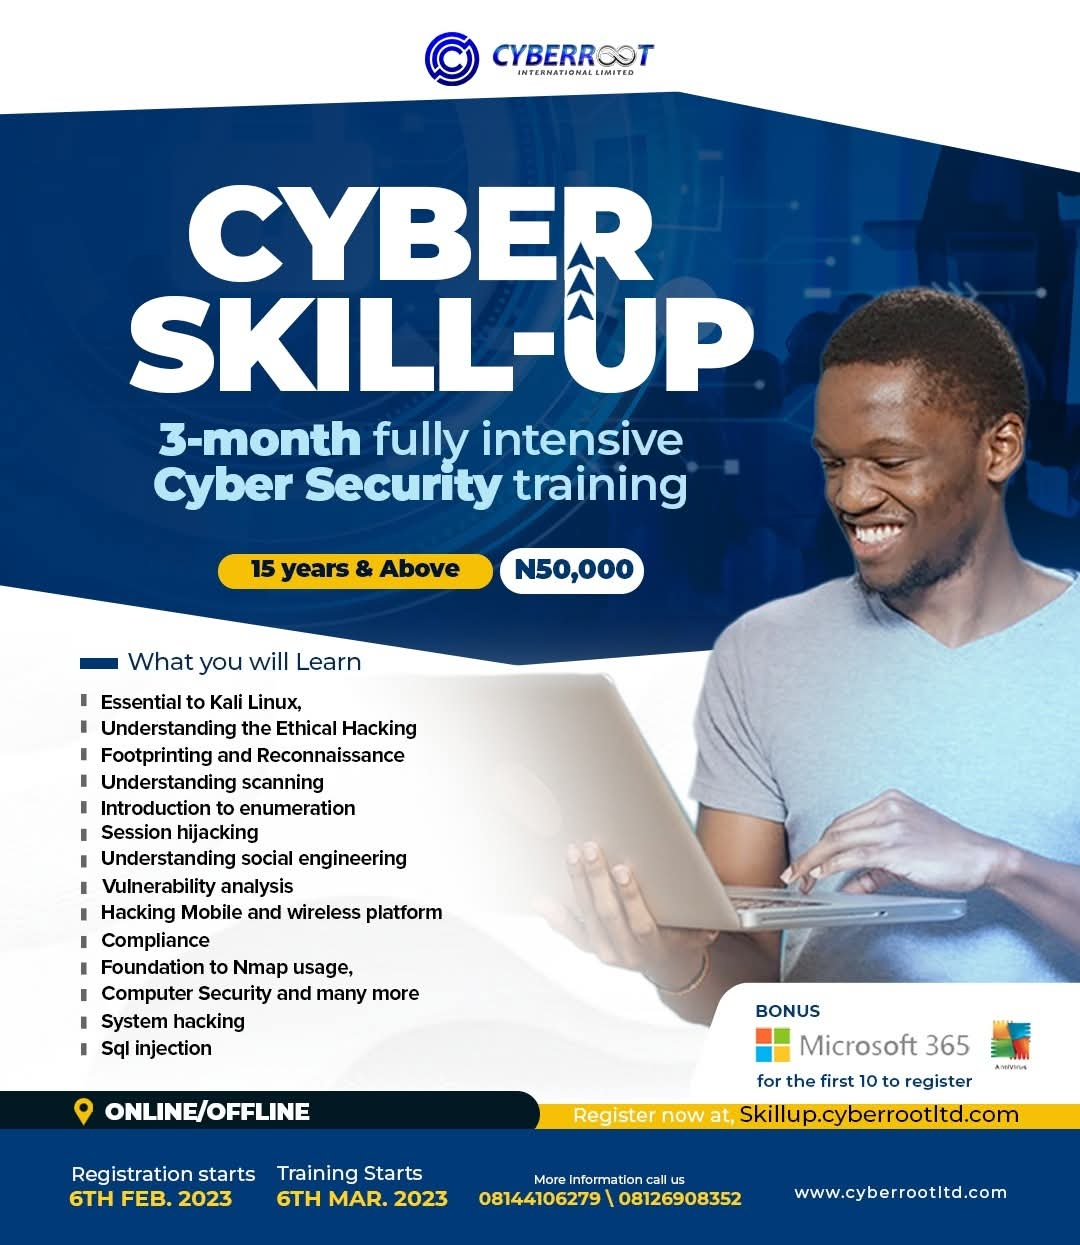 CYBERROOT
INTERNATIONAL LIMITED
CYBER
SKILL-UP
3-month fully intensive
Cyber Security training
15 years & Above N50,000
What you will Learn
Essential to Kali Linux,
Understanding the Ethical Hacking
Footprinting and Reconnaissance
Understanding scanning
Introduction to enumeration
Session hijacking
Understanding social engineering
Vulnerability analysis
Hacking Mobile and wireless platform
Compliance
Foundation to Nmap usage,
Computer Security and many more
System hacking
Sql injection
BONUS
Microsoft 365
AntiVirus
for the first 10 to register
ONLINE/OFFLINE
Register now at, Skillup.cyberrootltd.com
Registration starts
6TH FEB. 2023
Training Starts
6TH MAR. 2023
More information call us
08144106279 \ 08126908352
www.cyberrootltd.com